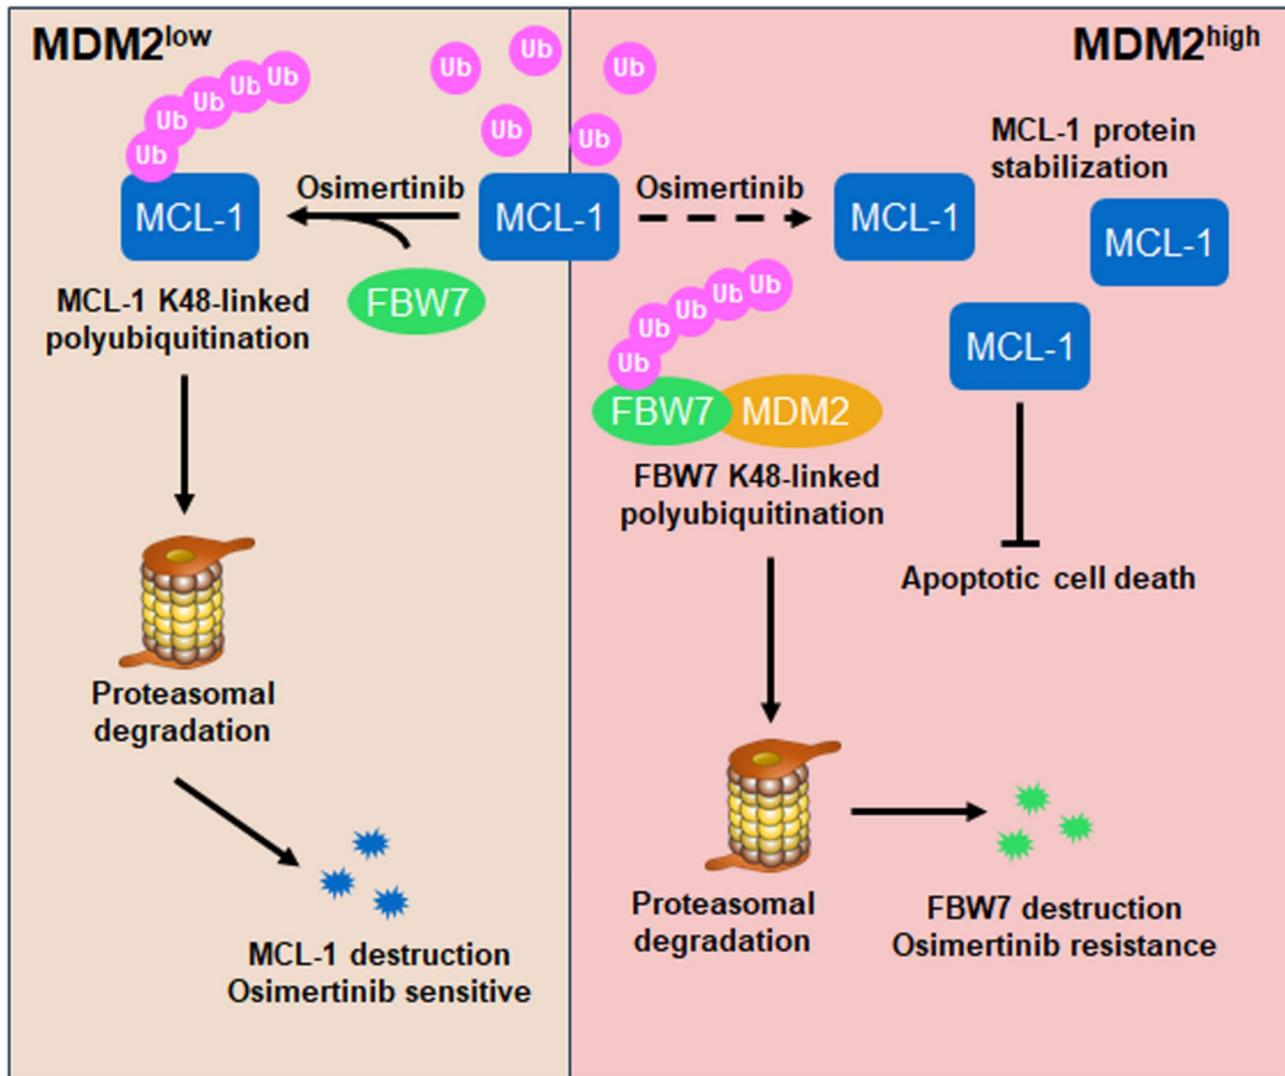 MDM2low
MDM2high
Ub
Ub
Ub
Ub
Ub
Ub
Ub
Ub
Ub
Ub
MCL-1
Osimertinib
MCL-1
FBW7
MCL-1 K48-linked
polyubiquitination
Proteasomal
degradation
MCL-1 destruction
Osimertinib sensitive
Osimertinib
MCL-1
MCL-1 protein
stabilization
MCL-1
MCL-1
Ub
Ub
Ub
Ub
Ub
FBW7
MDM2
FBW7 K48-linked
polyubiquitination
Apoptotic cell death
Proteasomal
degradation
FBW7 destruction
Osimertinib resistance